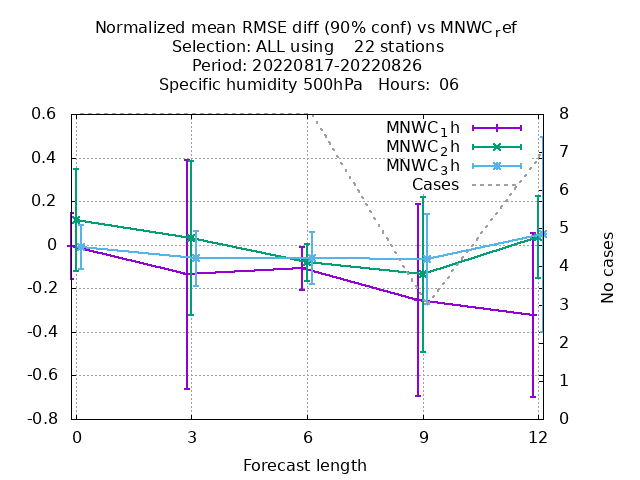 Normalized mean RMSE diff (90% conf) vs MNWC_ref
Selection: ALL using    22 stations
Period: 20220817-20220826
Specific humidity 500hPa   Hours:  06
MNWC_1h
MNWC_2h
MNWC_3h
Cases
0.6
0.4
0.2
0
-0.2
-0.4
-0.6
-0.8
8
7
6
5
4
3
2
1
0
No cases
0 3 6 9 12
Forecast length